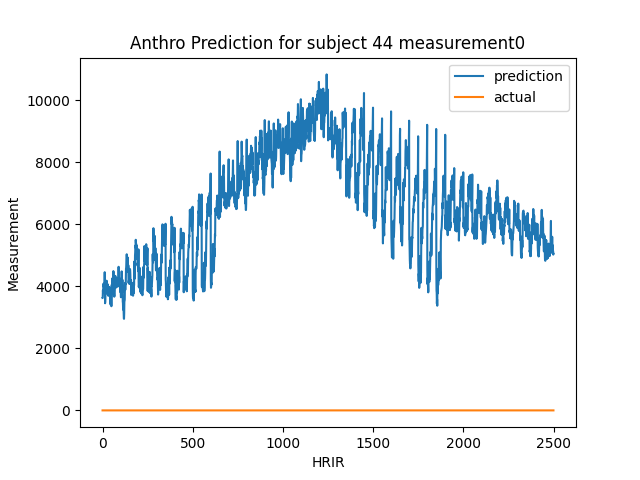 Anthro Prediction for subject 44 measurement0
prediction
actual
10000
8000
6000
4000
2000
0
Measurement
0
500
1000
1500
2000
2500
HRIR